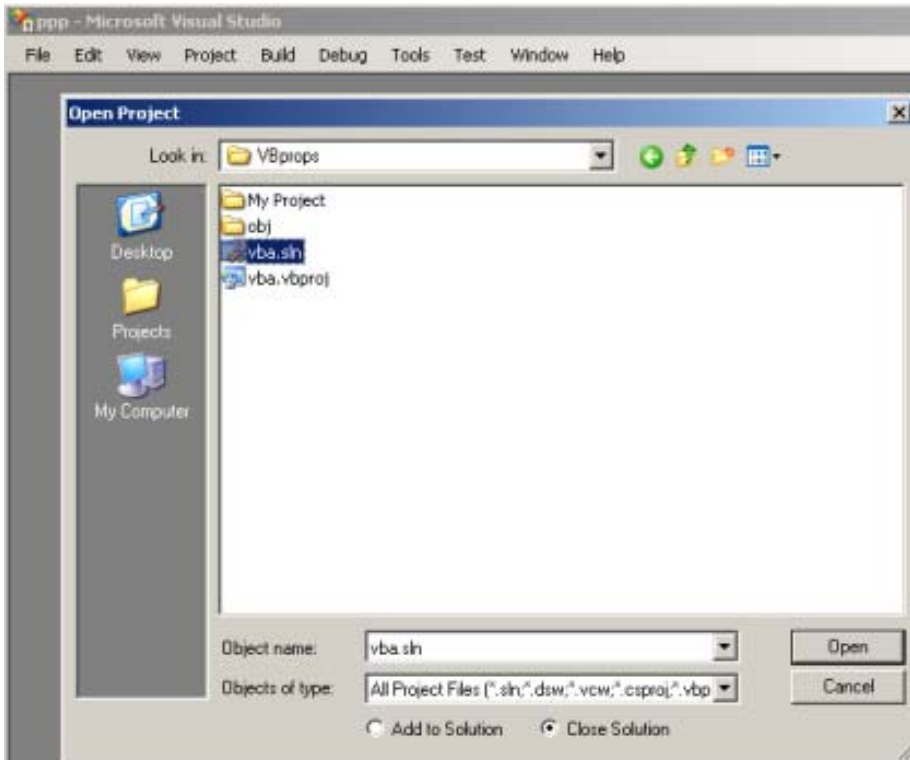 ppp - Microsoft Visual Studio
File Edit View Project Build Debug Tools Test Window Help
Open Project
Look in: VBprops
Desktop
Projects
My Computer
My Project
obj
vba.sln
vba.vbproj
Object name: vba.sln Open
Objects of type: All Project Files (*.sln;*.dsw;*.vcw;*.csproj;*.vbp Cancel
Add to Solution Close Solution